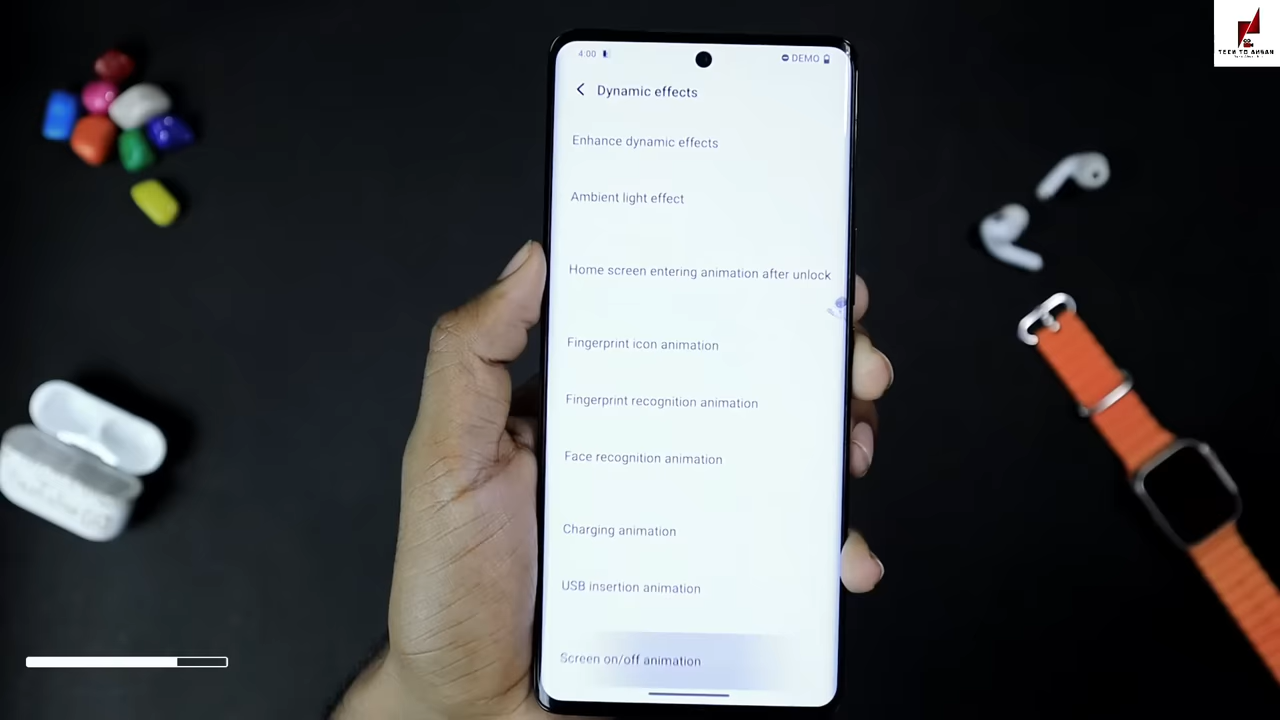 TECH TO AHSAN
4:00
DEMO
Dynamic effects
Enhance dynamic effects
Ambient light effect
Home screen entering animation after unlock
Fingerprint icon animation
Fingerprint recognition animation
Face recognition animation
Charging animation
USB insertion animation
Screen on/off animation